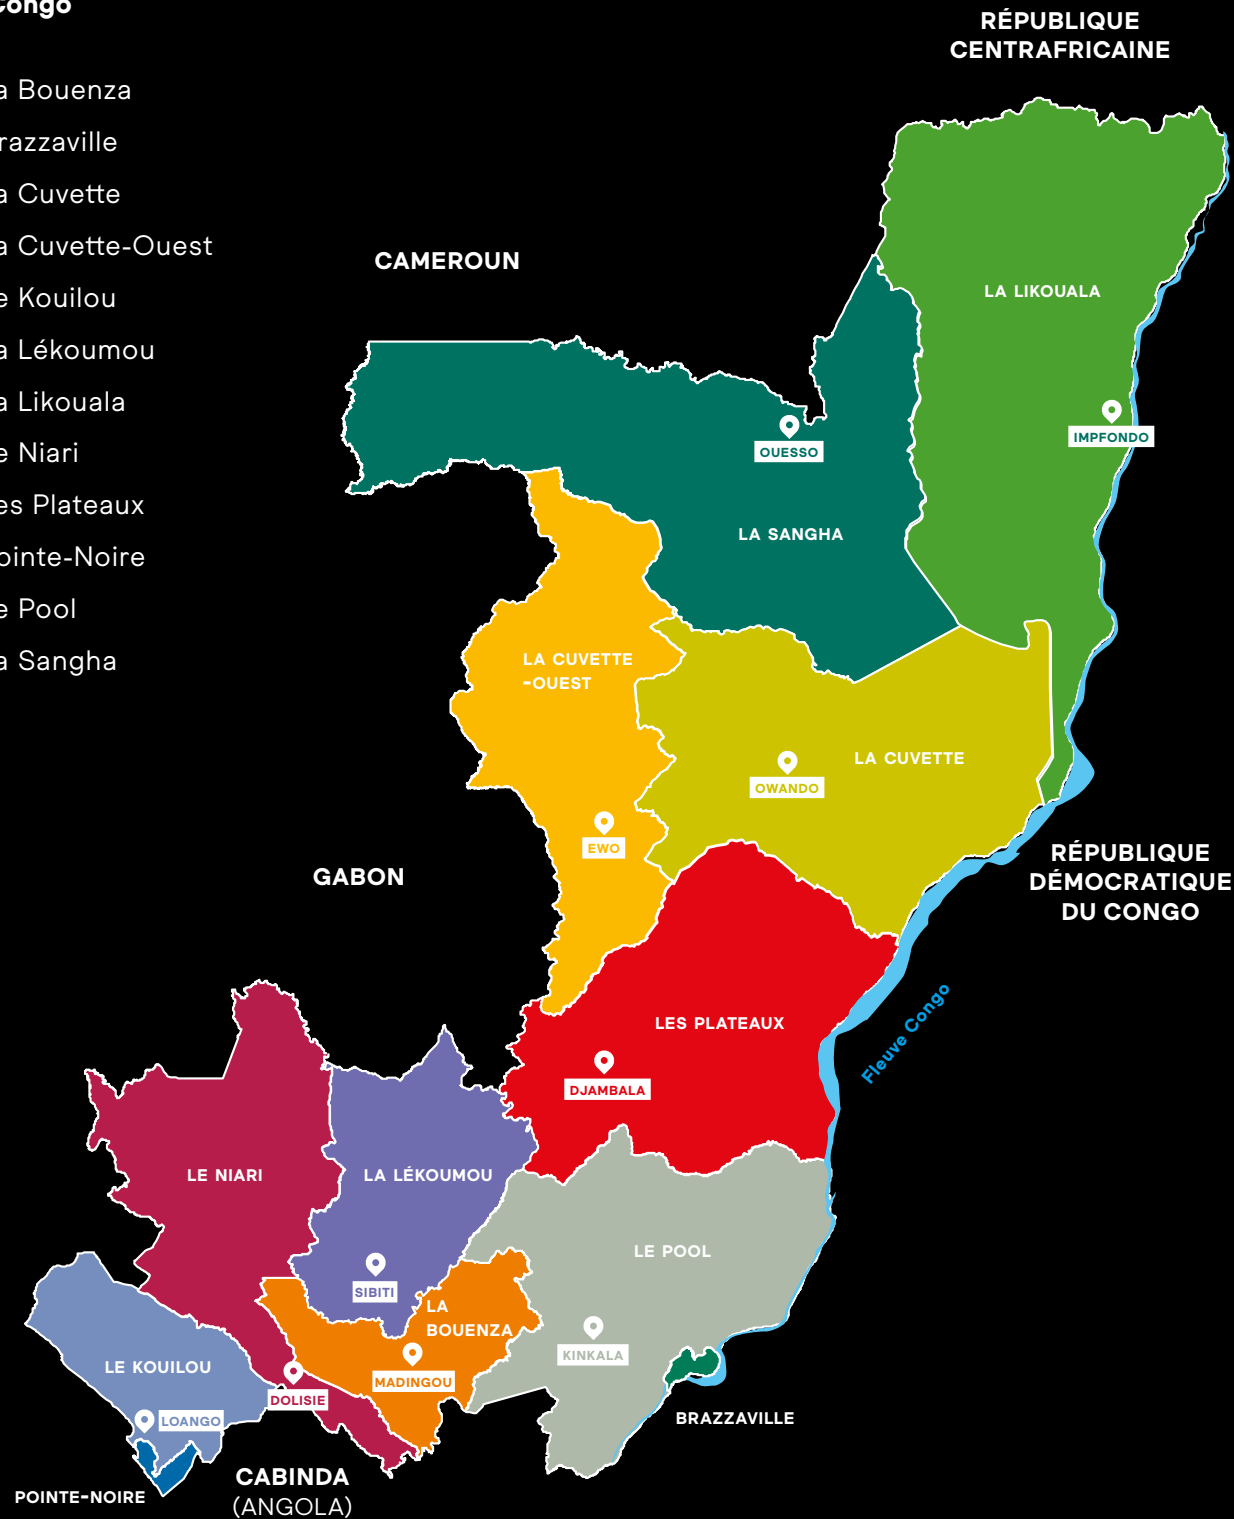 Congo
a Bouenza
razzaville
a Cuvette
a Cuvette-Ouest
e Kouilou
a Lékoumou
a Likouala
e Niari
es Plateaux
ointe-Noire
e Pool
a Sangha
RÉPUBLIQUE
CENTRAFRICAINE
CAMEROUN
LA LIKOUALA
IMPFONDO
OUESSO
LA SANGHA
LA CUVETTE
-OUEST
LA CUVETTE
OWANDO
EWO
GABON
RÉPUBLIQUE
DÉMOCRATIQUE
DU CONGO
Fleuve Congo
LES PLATEAUX
DJAMBALA
LE NIARI
LA LÉKOUMOU
LE POOL
SIBITI
LA
BOUENZA
KINKALA
LE KOUILOU
MADINGOU
DOLISIE
LOANGO
BRAZZAVILLE
CABINDA
(ANGOLA)
POINTE-NOIRE